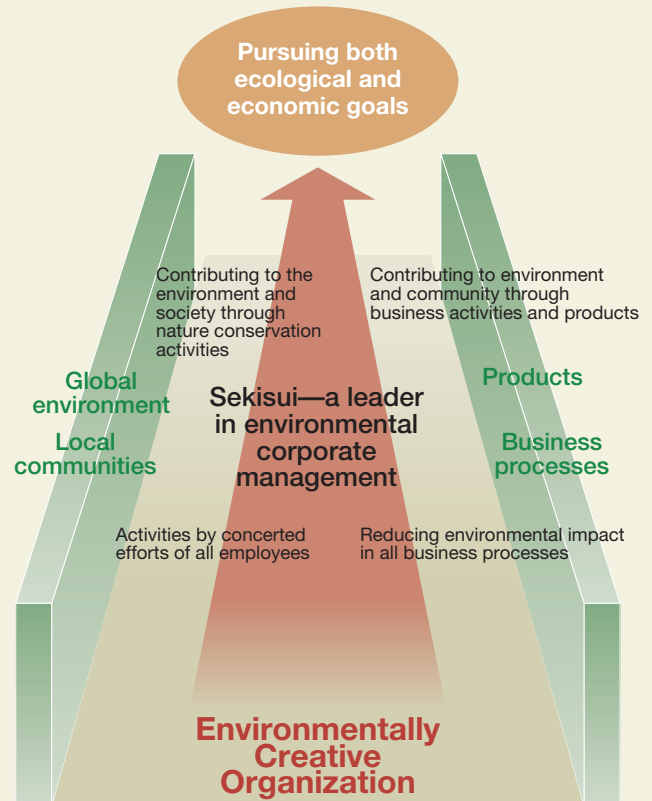 Pursuing both
ecological and
economic goals
Contributing to the
environment and
society through
nature conservation
activities
Contributing to environment
and community through
business activities and products
Global
environment
Local
communities
Sekisui—a leader
in environmental
corporate
management
Products
Business
processes
Activities by concerted
efforts of all employees
Reducing environmental impact
in all business processes
Environmentally
Creative
Organization